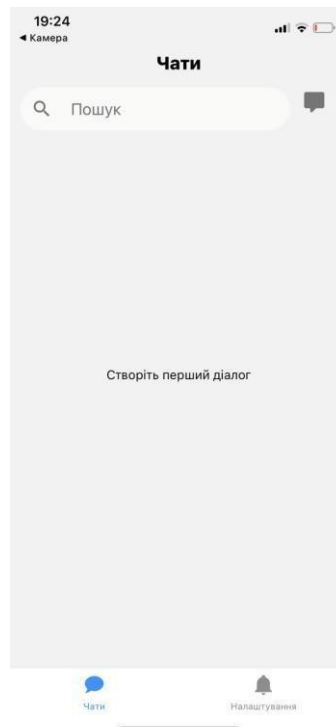 19:24
◀ Камера
Чати
Пошук
Створіть перший діалог
Чати
Налаштування